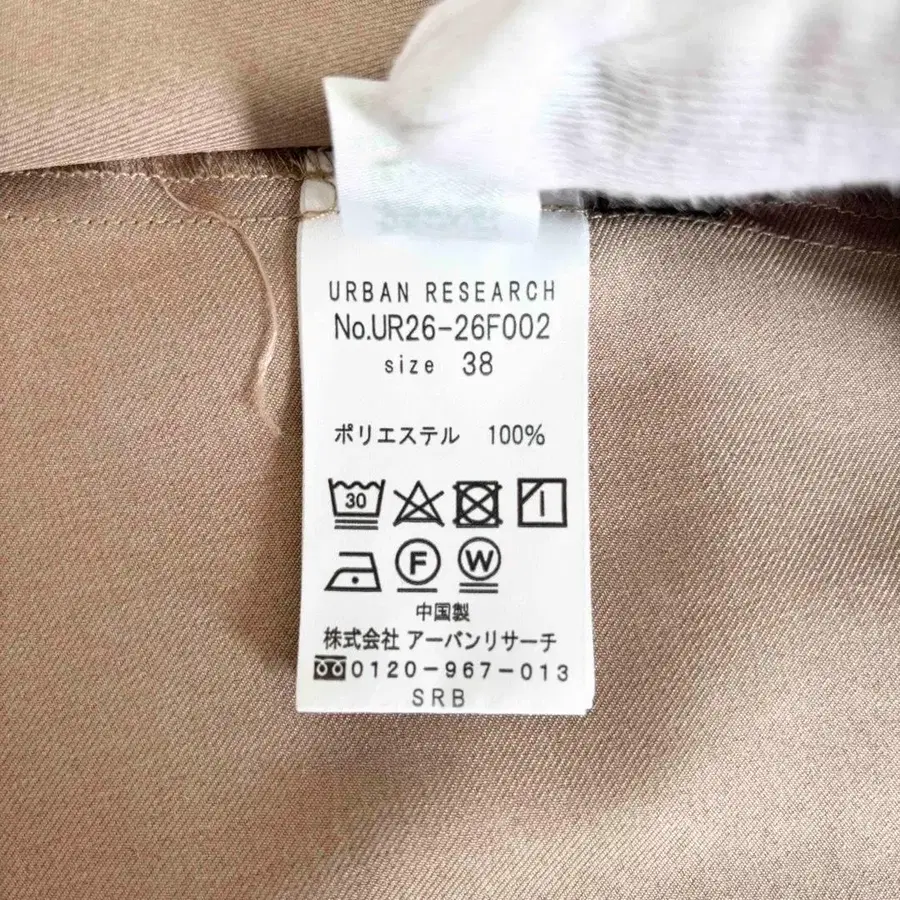 URBAN RESEARCH
No.UR26-26F002
size 38
ポリエステル 100%
30
F W
中国製
株式会社 アーバンリサーチ
0120-967-013
SRB